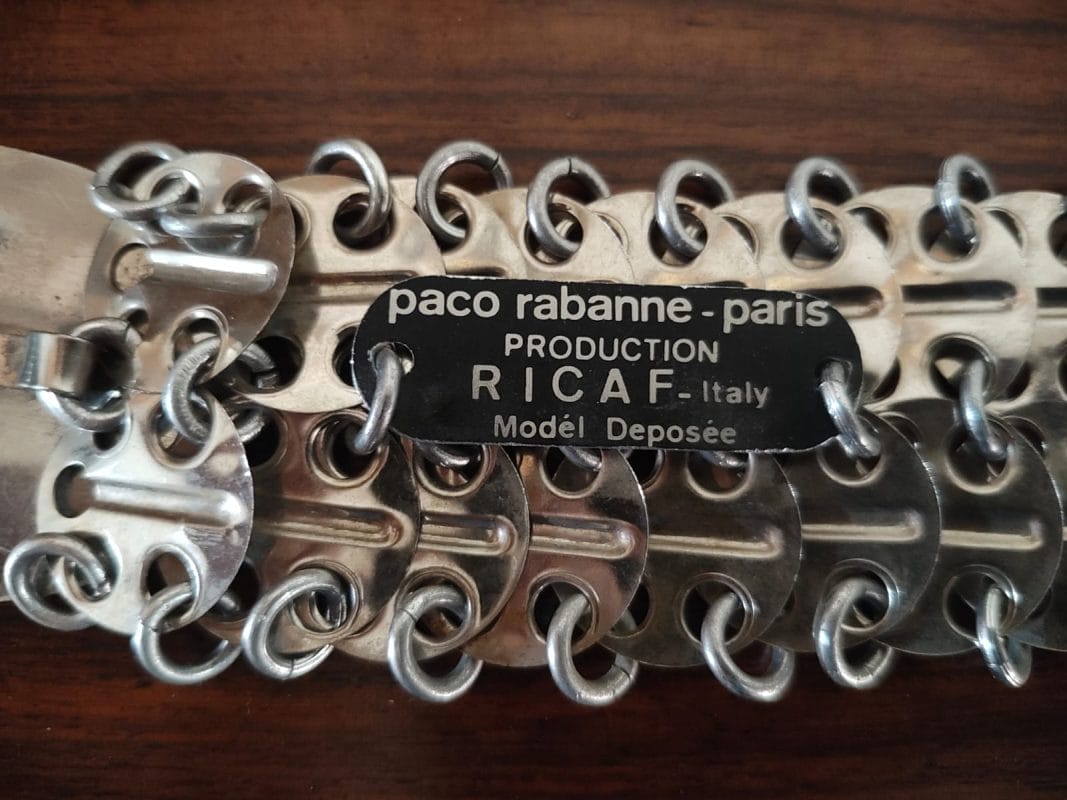 paco rabanne - paris
PRODUCTION
RICAF - Italy
Modél Deposée